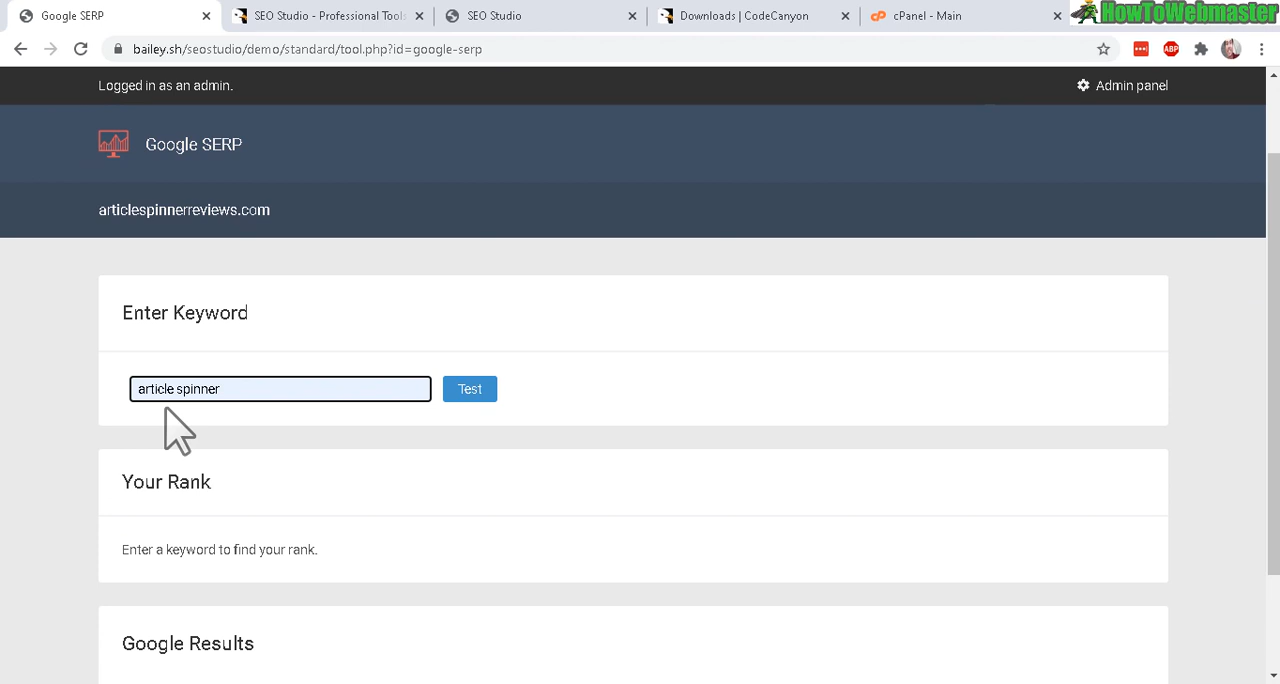 Google SERP
SEO Studio - Professional Tools
SEO Studio
Downloads | CodeCanyon
cPanel - Main
HowToWebmaster
bailey.sh/seostudio/demo/standard/tool.php?id=google-serp
ABP
Logged in as an admin.
Admin panel
Google SERP
articlespinnerreviews.com
Enter Keyword
article spinner
Test
Your Rank
Enter a keyword to find your rank.
Google Results